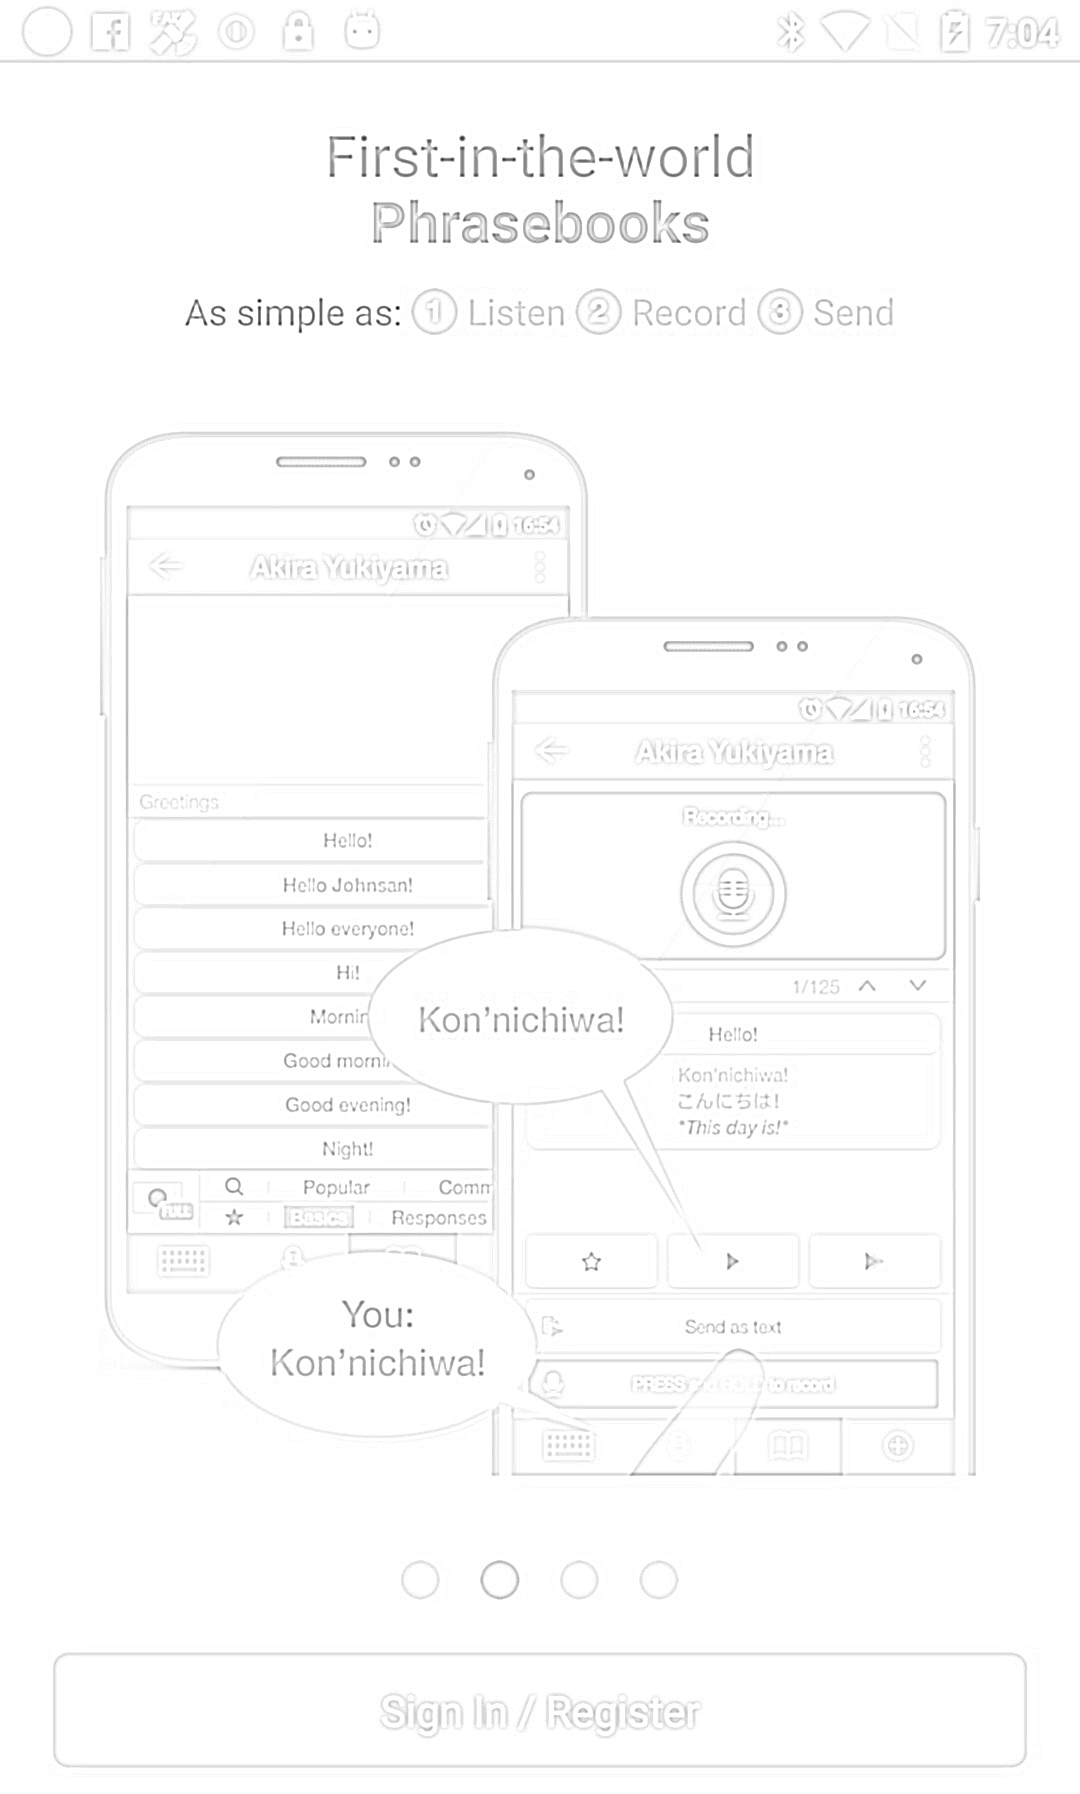 7:04
First-in-the-world
Phrasebooks
As simple as: 1 Listen 2 Record 3 Send
16:54
Akira Yukiyama
Greetings
Hello!
Hello Johnsan!
Hello everyone!
Hi!
Mornin
Good morni
Good evening!
Night!
Popular Comm
FULL
Basics Responses
16:54
Akira Yukiyama
Recording...
1/125
Hello!
Kon'nichiwa!
こんにちは!
"This day is!"
Send as text
PRESS to record
Kon'nichiwa!
You:
Kon'nichiwa!
Sign In / Register